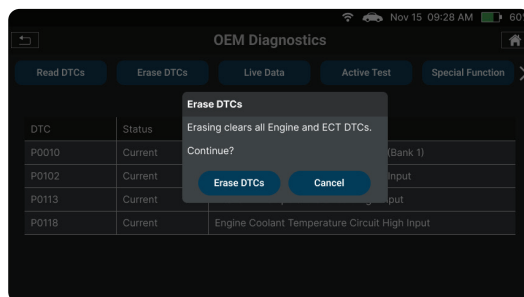 Nov 15 09:28 AM 60
OEM Diagnostics
Read DTCs Erase DTCs Live Data Active Test Special Function
Erase DTCs
Erasing clears all Engine and ECT DTCs.
Continue?
Erase DTCs Cancel
DTC Status
P0010 Current (Bank 1)
P0102 Current Input
P0113 Current
P0118 Current Engine Coolant Temperature Circuit High Input